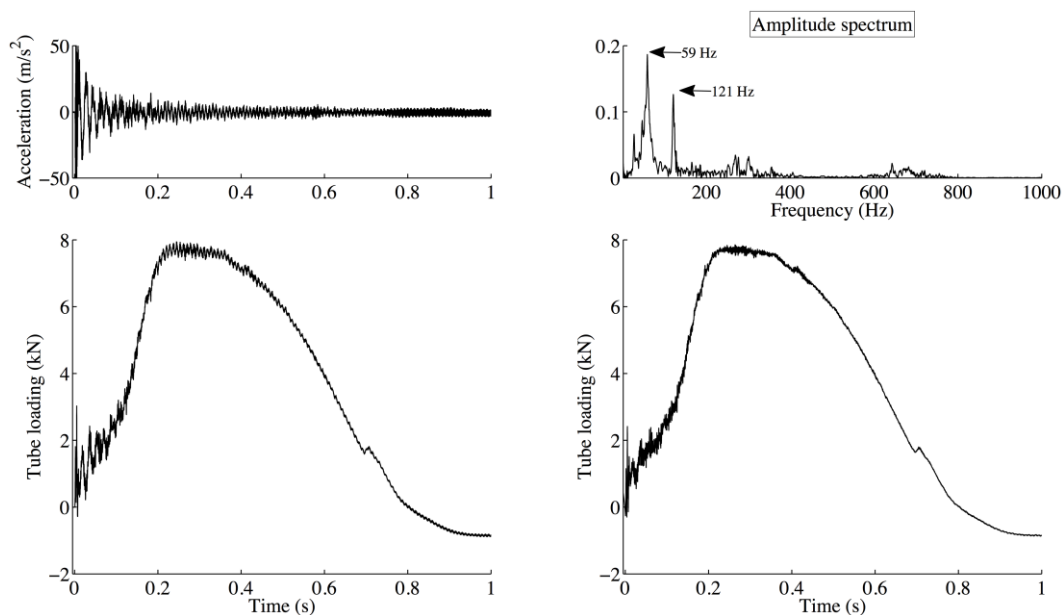 Amplitude spectrum
Acceleration (m/s²)
50
0
−50
0 0.2 0.4 0.6 0.8 1
0.2
0.1
0
59 Hz
121 Hz
200 400 600 800 1000
Frequency (Hz)
Tube loading (kN)
8
6
4
2
0
−2
0 0.2 0.4 0.6 0.8 1
Time (s)
Tube loading (kN)
8
6
4
2
0
−2
0 0.2 0.4 0.6 0.8 1
Time (s)